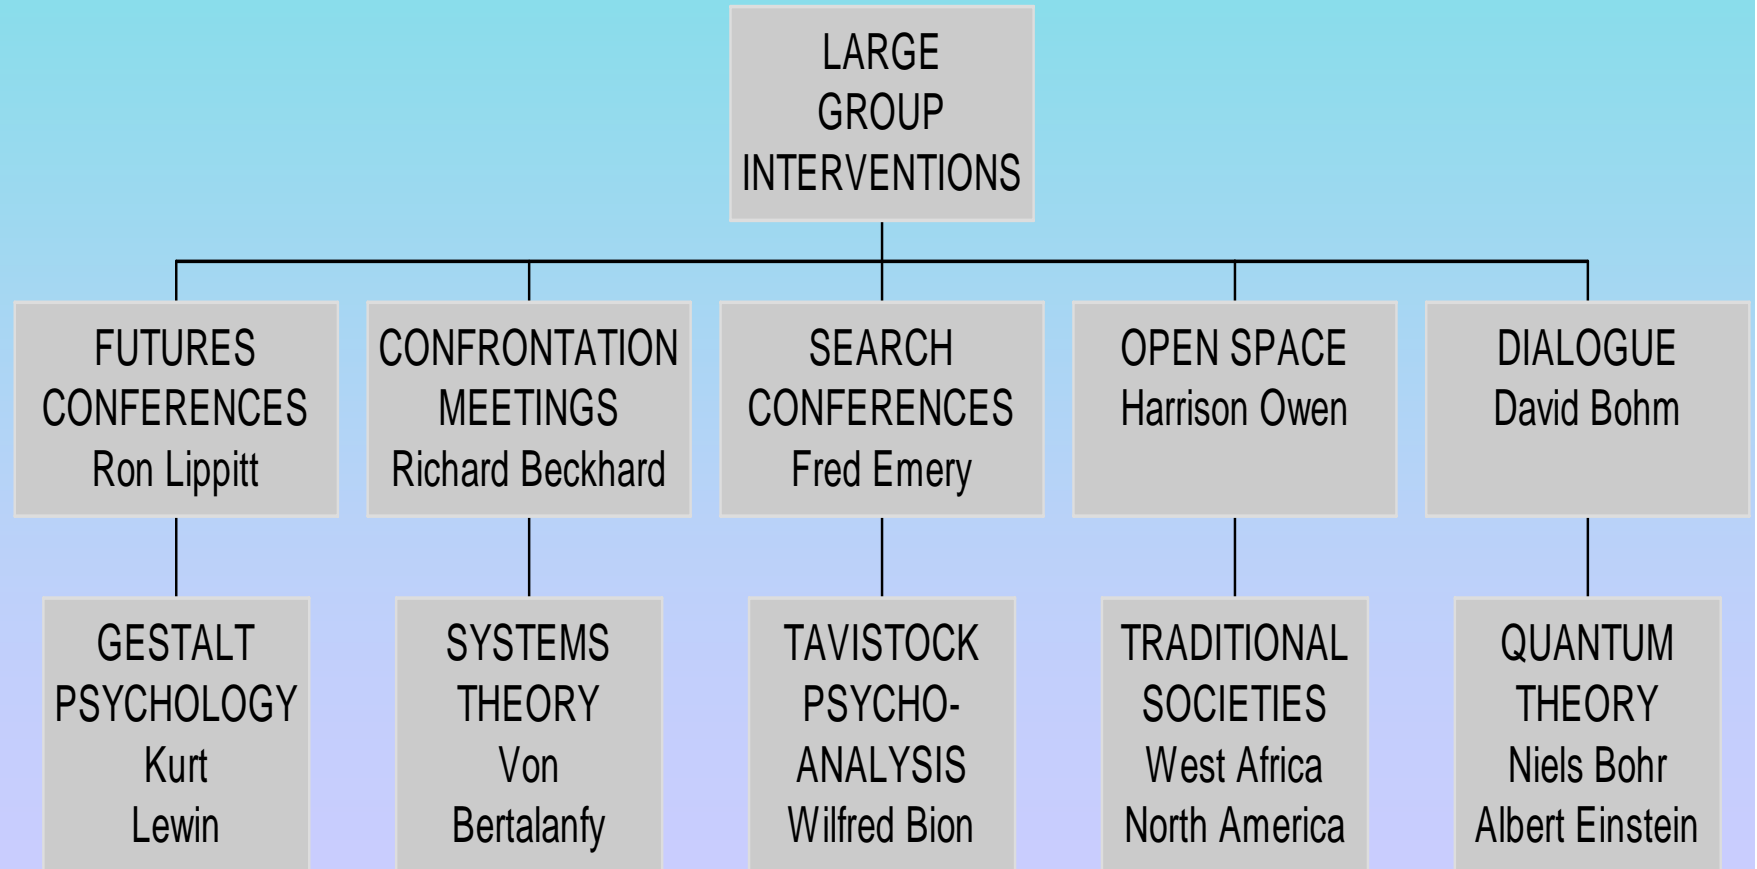 LARGE
GROUP
INTERVENTIONS
FUTURES
CONFERENCES
Ron Lippitt
CONFRONTATION
MEETINGS
Richard Beckhard
SEARCH
CONFERENCES
Fred Emery
OPEN SPACE
Harrison Owen
DIALOGUE
David Bohm
GESTALT
PSYCHOLOGY
Kurt
Lewin
SYSTEMS
THEORY
Von
Bertalanfy
TAVISTOCK
PSYCHO-
ANALYSIS
Wilfred Bion
TRADITIONAL
SOCIETIES
West Africa
North America
QUANTUM
THEORY
Niels Bohr
Albert Einstein